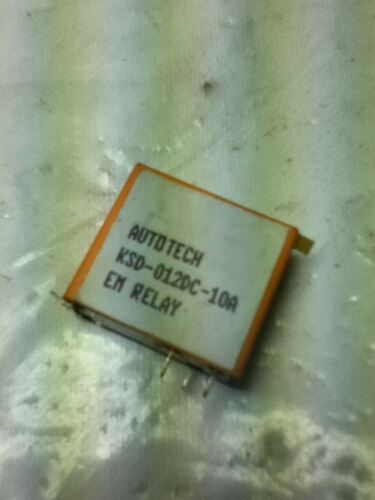 AUTOTECH
KSD-012DC-10A
EM RELAY